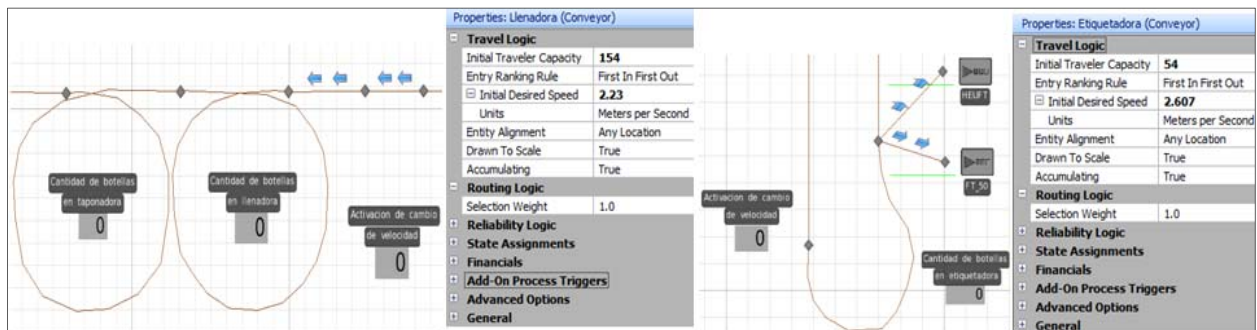 Cantidad de botellas
en taponadora
0
Cantidad de botellas
en llenadora
0
Activacion de cambio
de velocidad
0
Properties: Llenadora (Conveyor)
Travel Logic
Initial Traveler Capacity 154
Entry Ranking Rule First In First Out
Initial Desired Speed 2.23
Units Meters per Second
Entity Alignment Any Location
Drawn To Scale True
Accumulating True
Routing Logic
Selection Weight 1.0
Reliability Logic
State Assignments
Financials
Add-On Process Triggers
Advanced Options
General
HEUFT
FT_50
Activacion de cambio
de velocidad
0
Cantidad de botellas
en etiquetadora
0
Properties: Etiquetadora (Conveyor)
Travel Logic
Initial Traveler Capacity 54
Entry Ranking Rule First In First Out
Initial Desired Speed 2.607
Units Meters per Second
Entity Alignment Any Location
Drawn To Scale True
Accumulating True
Routing Logic
Selection Weight 1.0
Reliability Logic
State Assignments
Financials
Add-On Process Triggers
Advanced Options
General